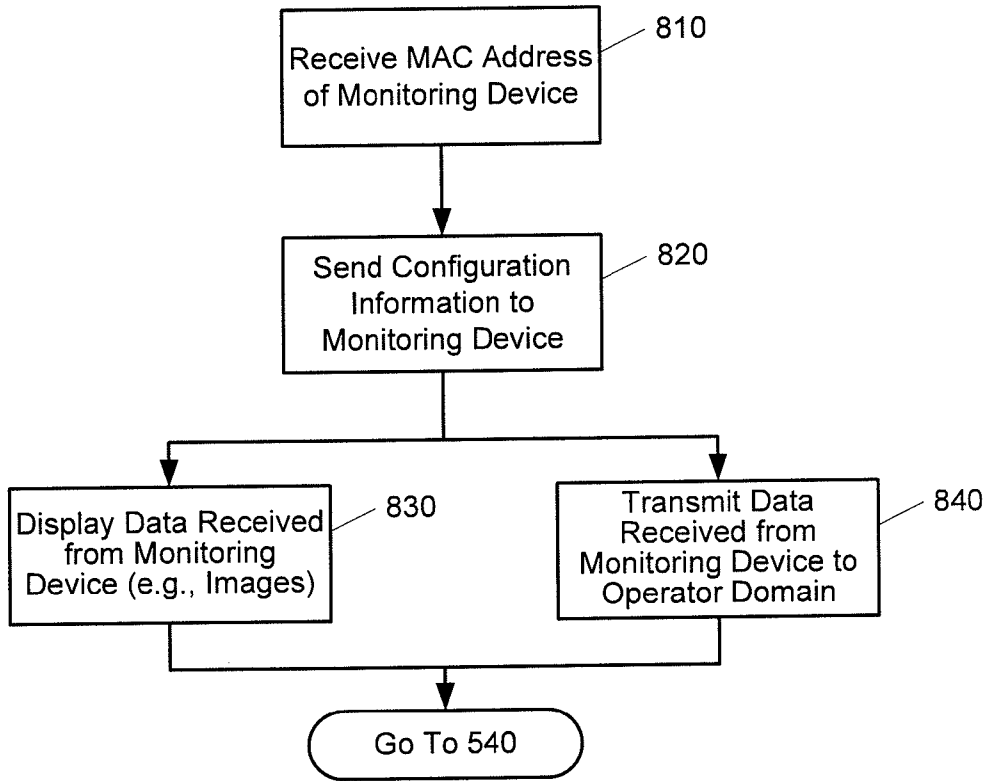 810
Receive MAC Address
of Monitoring Device
820
Send Configuration
Information to
Monitoring Device
830
Display Data Received
from Monitoring
Device (e.g., Images)
840
Transmit Data
Received from
Monitoring Device to
Operator Domain
Go To 540